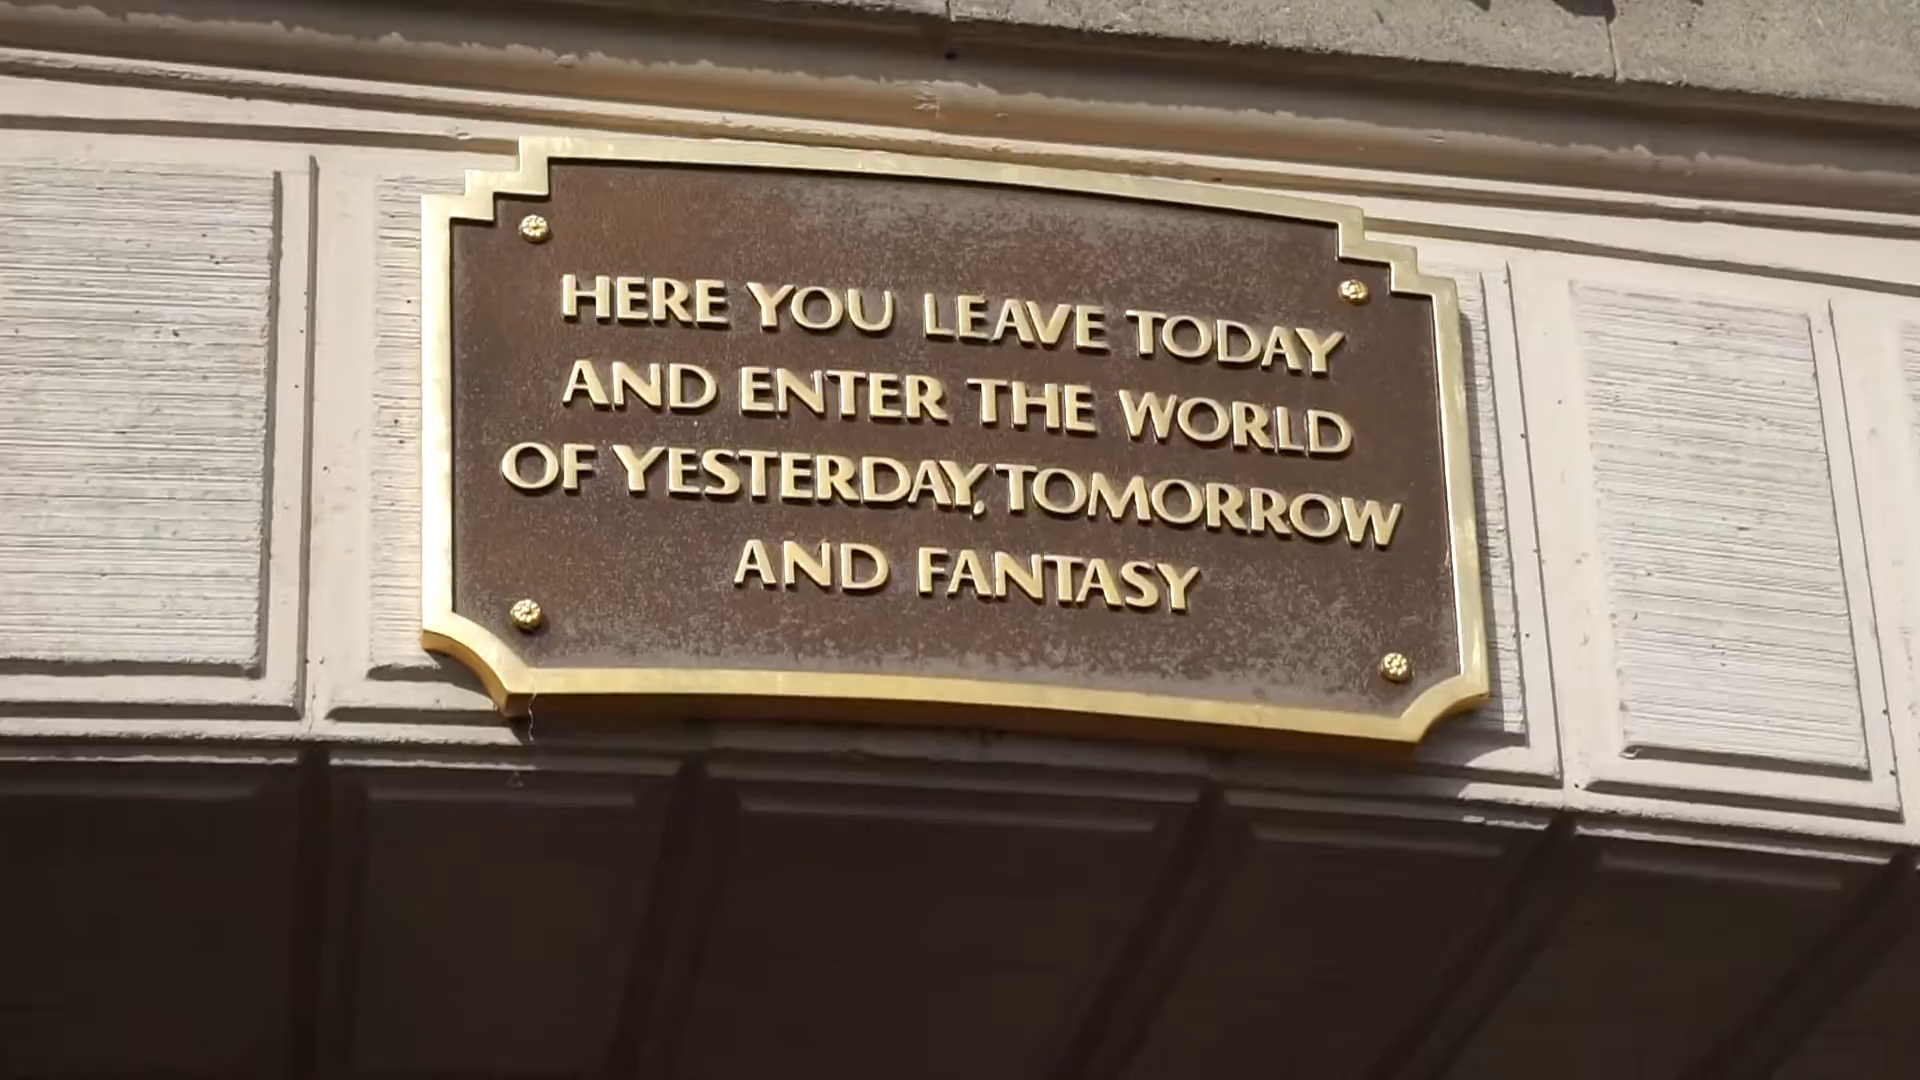 HERE YOU LEAVE TODAY
AND ENTER THE WORLD
OF YESTERDAY, TOMORROW
AND FANTASY